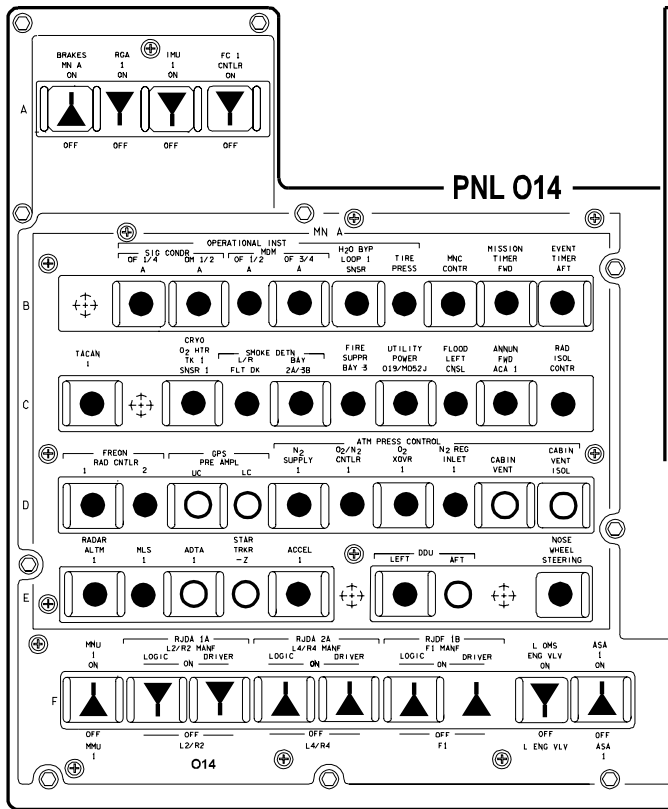 BRAKES RGA IMU FC 1
MN A 1 1 CNTLR
ON ON ON ON
A
OFF OFF OFF OFF
PNL O14
MN A
OPERATIONAL INST
SIG CONDR MDM H2O BYP MISSION EVENT
OF 1/4 OM 1/2 OF 1/2 OF 3/4 LOOP 1 TIRE MNC TIMER TIMER
A A A A SNSR PRESS CONTR FWD AFT
B
CRYO
O2 HTR SMOKE DETN FIRE UTILITY FLOOD ANNUN RAD
TACAN TK 1 L/R BAY SUPPR POWER LEFT FWD ISOL
1 SNSR 1 FLT DK 2A/3B BAY 3 O19/MO52J CNSL ACA 1 CONTR
C
ATM PRESS CONTROL
FREON GPS N2 O2/N2 O2 N2 REG CABIN
RAD CNTLR PRE AMPL SUPPLY CNTLR XOVR INLET CABIN VENT
1 2 UC LC 1 1 1 1 VENT ISOL
D
RADAR STAR NOSE
ALTM MLS ADTA TRKR ACCEL DDU WHEEL
1 1 1 -Z 1 LEFT AFT STEERING
E
MMU RJDA 1A RJDA 2A RJDF 1B L OMS ASA
1 L2/R2 MANF L4/R4 MANF F1 MANF ENG VLV 1
ON LOGIC ON DRIVER LOGIC ON DRIVER LOGIC ON DRIVER ON ON
F
OFF OFF OFF OFF OFF OFF
MMU L2/R2 L4/R4 F1 L ENG VLV ASA
1 1
O14